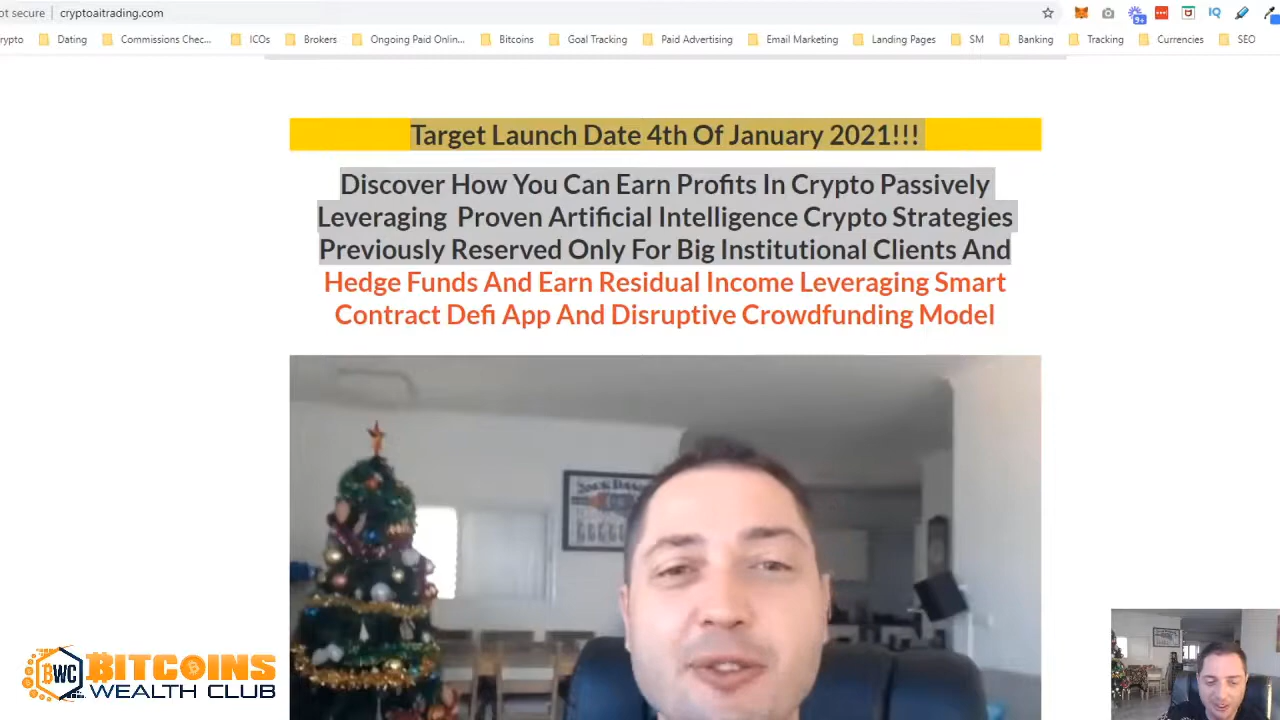 ot secure cryptoaitrading.com
rypto Dating Commissions Chec... ICOs Brokers Ongoing Paid Onlin... Bitcoins Goal Tracking Paid Advertising Email Marketing Landing Pages SM Banking Tracking Currencies SEO
Target Launch Date 4th Of January 2021!!!
Discover How You Can Earn Profits In Crypto Passively
Leveraging Proven Artificial Intelligence Crypto Strategies
Previously Reserved Only For Big Institutional Clients And
Hedge Funds And Earn Residual Income Leveraging Smart
Contract Defi App And Disruptive Crowdfunding Model
BWC BITCOINS
WEALTH CLUB